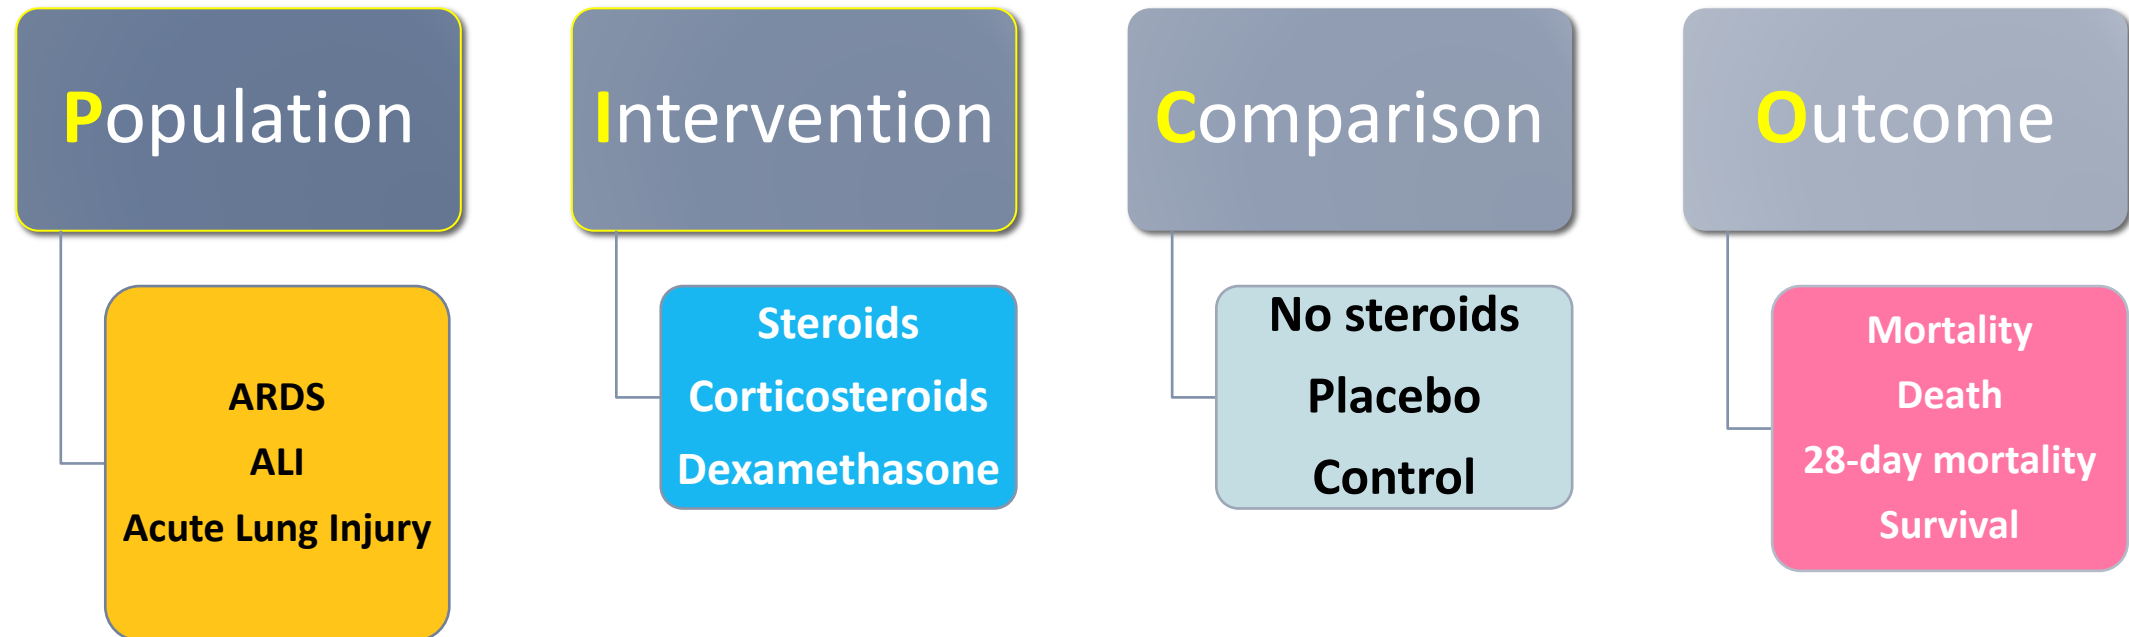 Population
ARDS
ALI
Acute Lung Injury
Intervention
Steroids
Corticosteroids
Dexamethasone
Comparison
No steroids
Placebo
Control
Outcome
Mortality
Death
28-day mortality
Survival